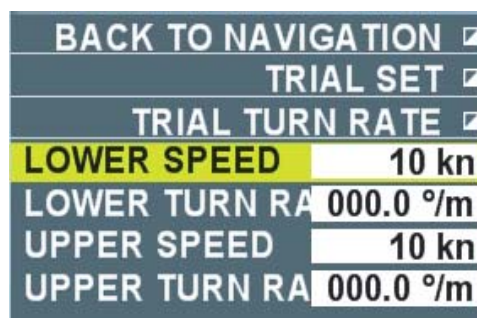 BACK TO NAVIGATION
TRIAL SET
TRIAL TURN RATE
LOWER SPEED 10 kn
LOWER TURN RA 000.0 º/m
UPPER SPEED 10 kn
UPPER TURN RA 000.0 º/m